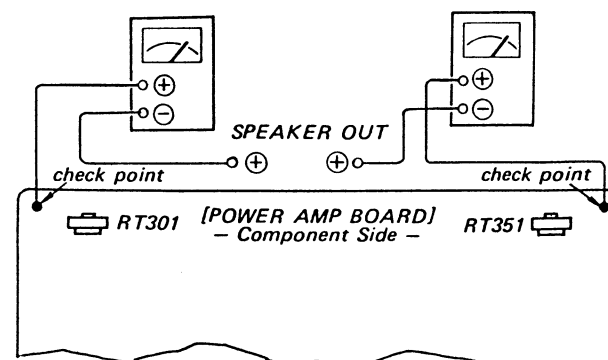 ⊕
⊖
⊕
⊖
SPEAKER OUT
⊕ ⊕
check point
check point
RT301
[POWER AMP BOARD]
– Component Side –
RT351